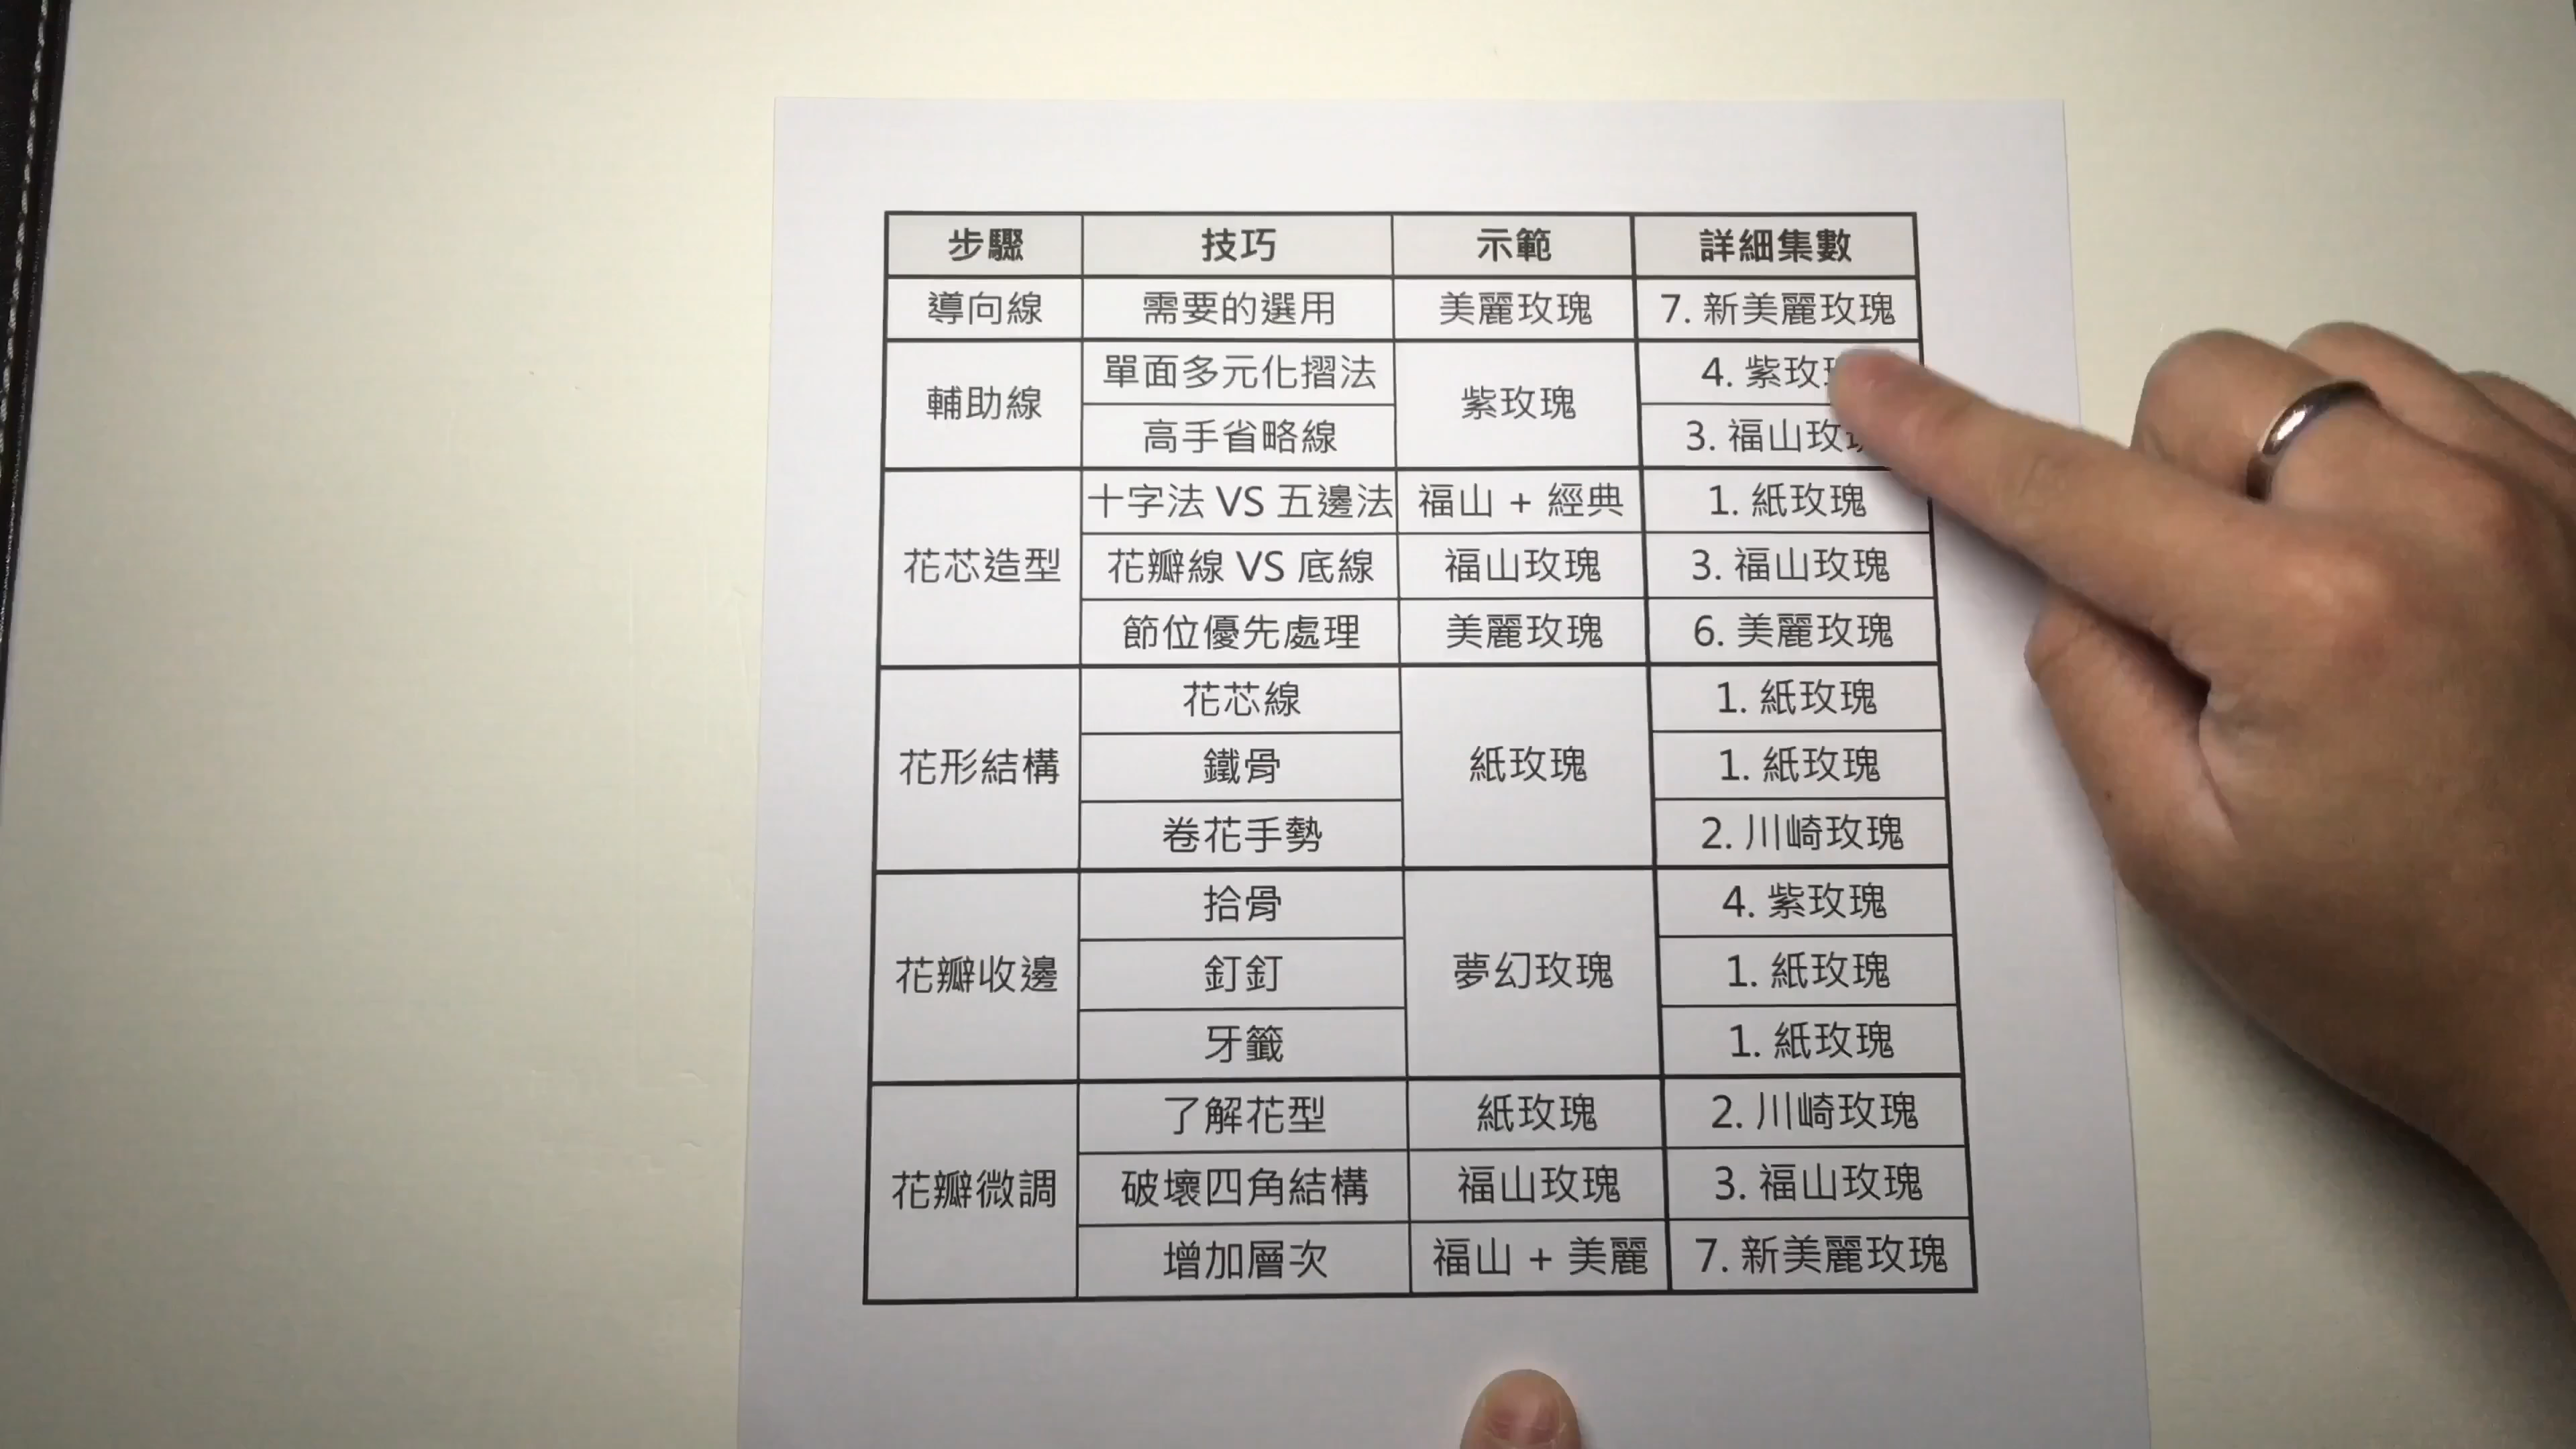 步驟 技巧 示範 詳細集數
導向線 需要的選用 美麗玫瑰 7. 新美麗玫瑰
輔助線 單面多元化摺法 紫玫瑰 4. 紫玫
高手省略線 3. 福山玫
花芯造型 十字法 VS 五邊法 福山 + 經典 1. 紙玫瑰
花瓣線 VS 底線 福山玫瑰 3. 福山玫瑰
節位優先處理 美麗玫瑰 6. 美麗玫瑰
花形結構 花芯線 紙玫瑰 1. 紙玫瑰
鐵骨 1. 紙玫瑰
卷花手勢 2. 川崎玫瑰
花瓣收邊 拾骨 夢幻玫瑰 4. 紫玫瑰
釘釘 1. 紙玫瑰
牙籤 1. 紙玫瑰
花瓣微調 了解花型 紙玫瑰 2. 川崎玫瑰
破壞四角結構 福山玫瑰 3. 福山玫瑰
增加層次 福山 + 美麗 7. 新美麗玫瑰